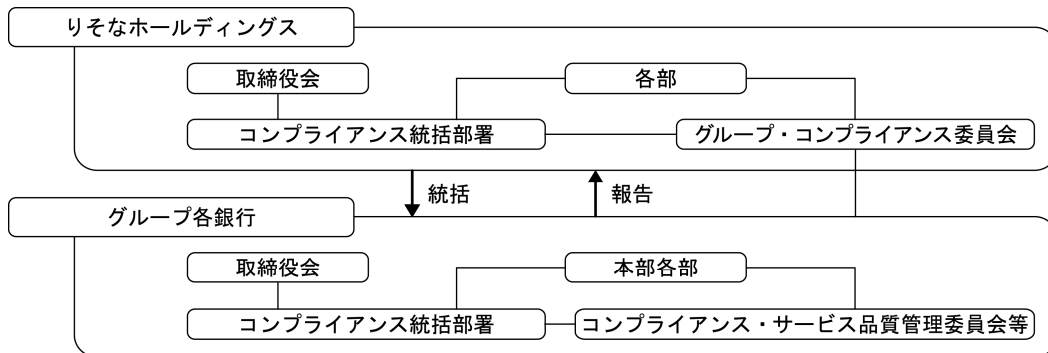 りそなホールディングス
取締役会
各部
コンプライアンス統括部署
グループ・コンプライアンス委員会
統括
報告
グループ各銀行
取締役会
本部各部
コンプライアンス統括部署
コンプライアンス・サービス品質管理委員会等